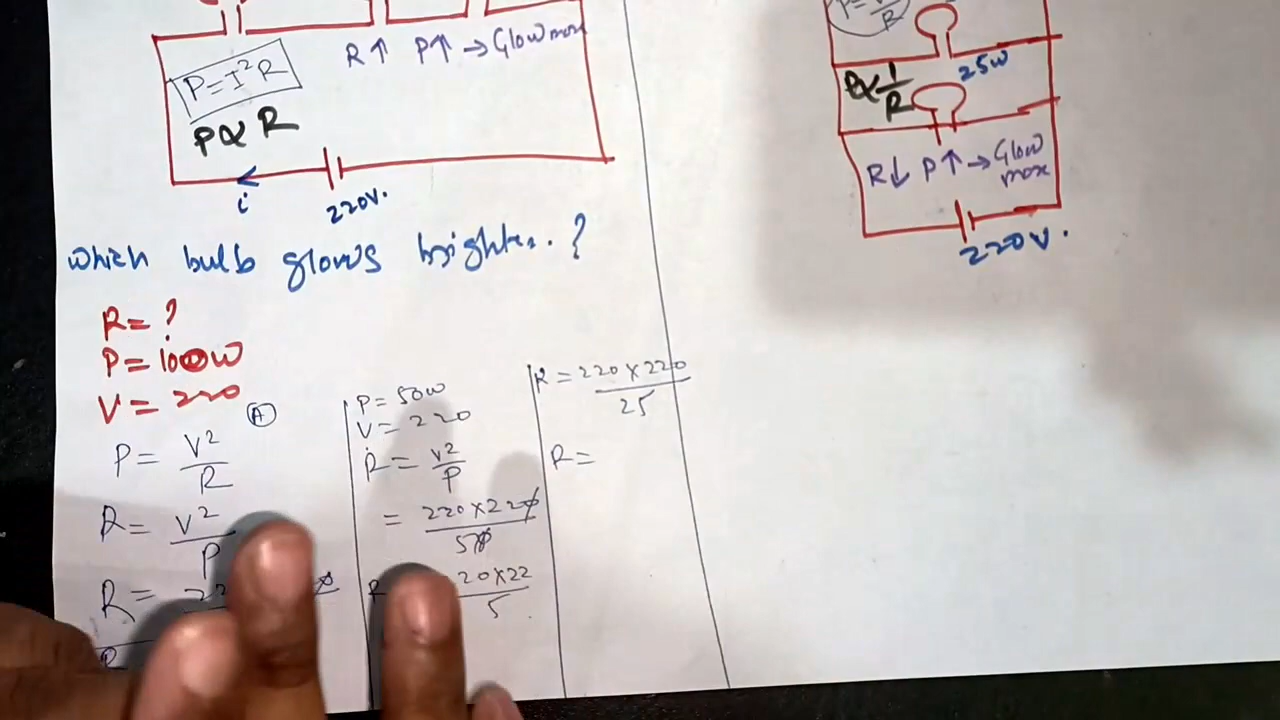 P=I²R
R↑ P↑ → Glow max
P∝R
i
220V.
which bulb glows brighter.?
R= ?
P= 100W
V= 220
A
P= V²/R
R= V²/P
R=
P= 50W
V= 220
R= V²/P
= 220×220/50
20×22/5
R = 220×220/25
R=
25W
P∝1/R
R↓ P↑ → Glow max
220V.